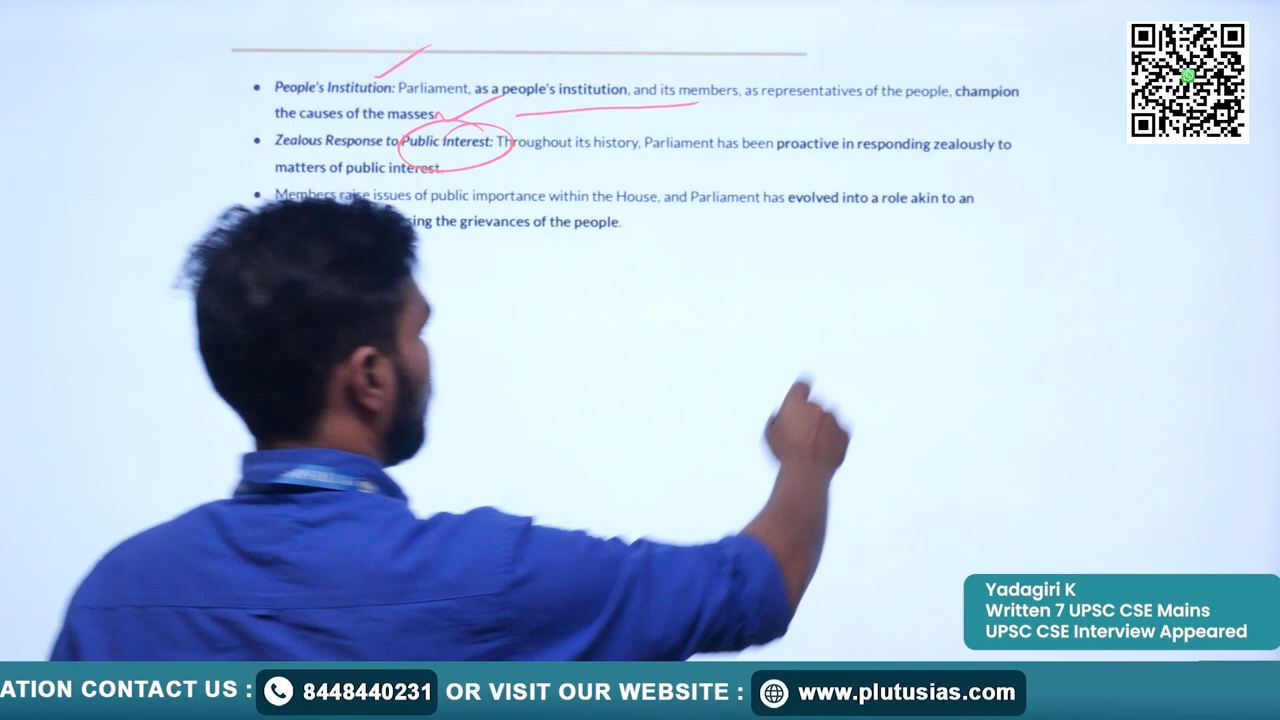 People's Institution: Parliament, as a people's institution, and its members, as representatives of the people, champion
the causes of the masses
Zealous Response to Public Interest: Throughout its history, Parliament has been proactive in responding zealously to
matters of public interest.
Members raise issues of public importance within the House, and Parliament has evolved into a role akin to an
the grievances of the people.
Yadagiri K
Written 7 UPSC CSE Mains
UPSC CSE Interview Appeared
CONTACT US : 8448440231 OR VISIT OUR WEBSITE : www.plutusias.com